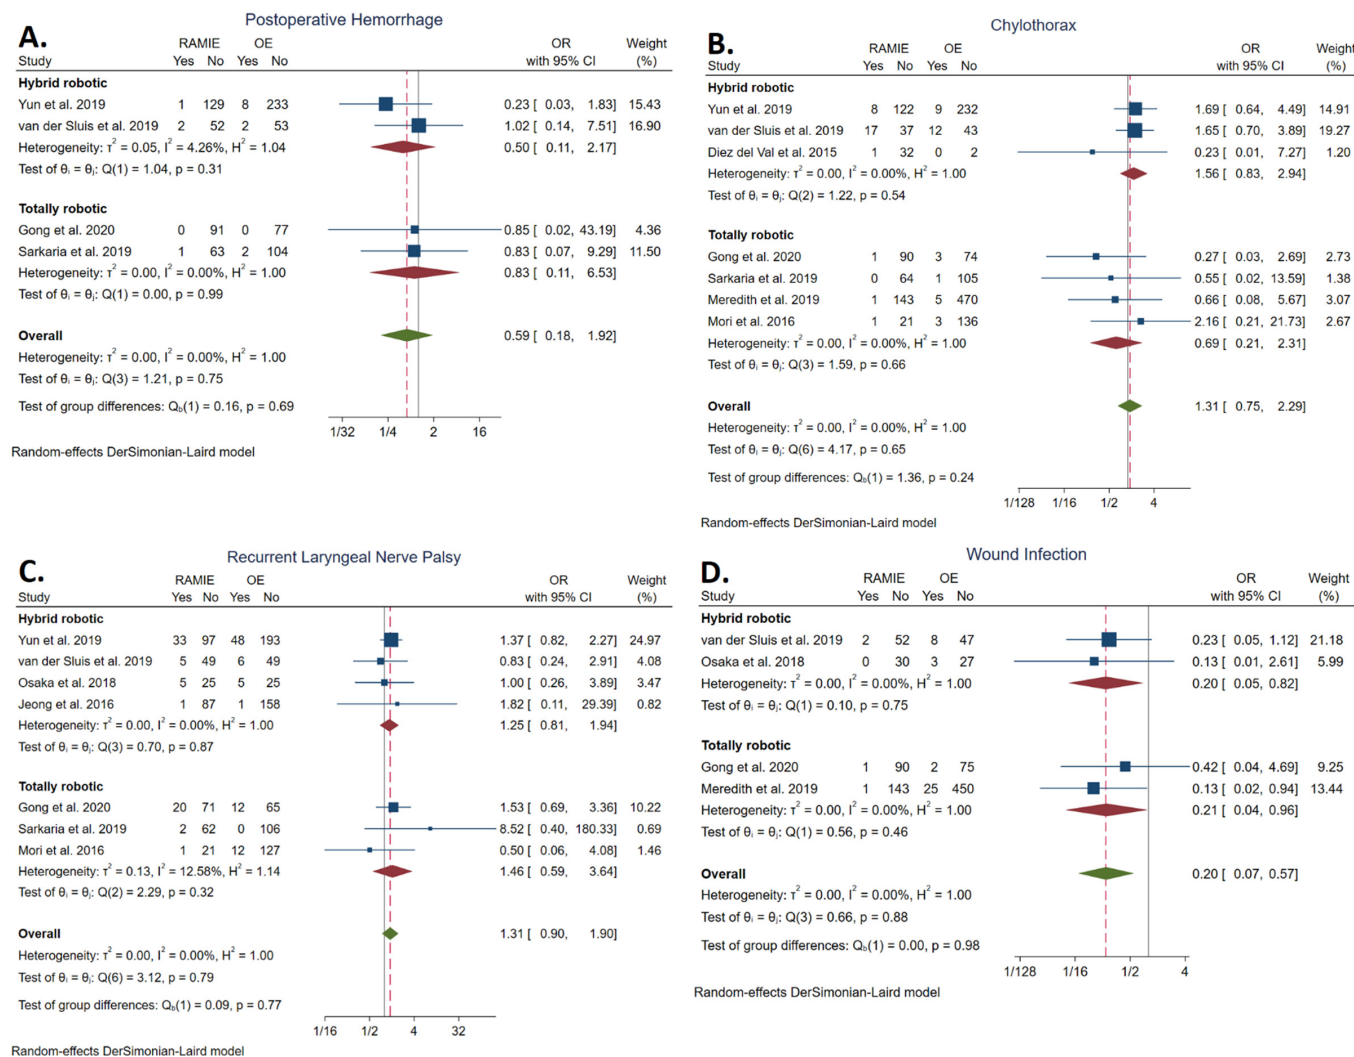 A.
Postoperative Hemorrhage
RAMIE OE OR Weight
Study Yes No Yes No with 95% CI (%)
Hybrid robotic
Yun et al. 2019 1 129 8 233 0.23 [ 0.03, 1.83] 15.43
van der Sluis et al. 2019 2 52 2 53 1.02 [ 0.14, 7.51] 16.90
Heterogeneity: τ² = 0.05, I² = 4.26%, H² = 1.04 0.50 [ 0.11, 2.17]
Test of θᵢ = θⱼ: Q(1) = 1.04, p = 0.31
Totally robotic
Gong et al. 2020 0 91 0 77 0.85 [ 0.02, 43.19] 4.36
Sarkaria et al. 2019 1 63 2 104 0.83 [ 0.07, 9.29] 11.50
Heterogeneity: τ² = 0.00, I² = 0.00%, H² = 1.00 0.83 [ 0.11, 6.53]
Test of θᵢ = θⱼ: Q(1) = 0.00, p = 0.99
Overall 0.59 [ 0.18, 1.92]
Heterogeneity: τ² = 0.00, I² = 0.00%, H² = 1.00
Test of θᵢ = θⱼ: Q(3) = 1.21, p = 0.75
Test of group differences: Q_b(1) = 0.16, p = 0.69
1/32 1/4 2 16
Random-effects DerSimonian-Laird model
B.
Chylothorax
RAMIE OE OR Weight
Study Yes No Yes No with 95% CI (%)
Hybrid robotic
Yun et al. 2019 8 122 9 232 1.69 [ 0.64, 4.49] 14.91
van der Sluis et al. 2019 17 37 12 43 1.65 [ 0.70, 3.89] 19.27
Diez del Val et al. 2015 1 32 0 2 0.23 [ 0.01, 7.27] 1.20
Heterogeneity: τ² = 0.00, I² = 0.00%, H² = 1.00 1.56 [ 0.83, 2.94]
Test of θᵢ = θⱼ: Q(2) = 1.22, p = 0.54
Totally robotic
Gong et al. 2020 1 90 3 74 0.27 [ 0.03, 2.69] 2.73
Sarkaria et al. 2019 0 64 1 105 0.55 [ 0.02, 13.59] 1.38
Meredith et al. 2019 1 143 5 470 0.66 [ 0.08, 5.67] 3.07
Mori et al. 2016 1 21 3 136 2.16 [ 0.21, 21.73] 2.67
Heterogeneity: τ² = 0.00, I² = 0.00%, H² = 1.00 0.69 [ 0.21, 2.31]
Test of θᵢ = θⱼ: Q(3) = 1.59, p = 0.66
Overall 1.31 [ 0.75, 2.29]
Heterogeneity: τ² = 0.00, I² = 0.00%, H² = 1.00
Test of θᵢ = θⱼ: Q(6) = 4.17, p = 0.65
Test of group differences: Q_b(1) = 1.36, p = 0.24
1/128 1/16 1/2 4
Random-effects DerSimonian-Laird model
C.
Recurrent Laryngeal Nerve Palsy
RAMIE OE OR Weight
Study Yes No Yes No with 95% CI (%)
Hybrid robotic
Yun et al. 2019 33 97 48 193 1.37 [ 0.82, 2.27] 24.97
van der Sluis et al. 2019 5 49 6 49 0.83 [ 0.24, 2.91] 4.08
Osaka et al. 2018 5 25 5 25 1.00 [ 0.26, 3.89] 3.47
Jeong et al. 2016 1 87 1 158 1.82 [ 0.11, 29.39] 0.82
Heterogeneity: τ² = 0.00, I² = 0.00%, H² = 1.00 1.25 [ 0.81, 1.94]
Test of θᵢ = θⱼ: Q(3) = 0.70, p = 0.87
Totally robotic
Gong et al. 2020 20 71 12 65 1.53 [ 0.69, 3.36] 10.22
Sarkaria et al. 2019 2 62 0 106 8.52 [ 0.40, 180.33] 0.69
Mori et al. 2016 1 21 12 127 0.50 [ 0.06, 4.08] 1.46
Heterogeneity: τ² = 0.13, I² = 12.58%, H² = 1.14 1.46 [ 0.59, 3.64]
Test of θᵢ = θⱼ: Q(2) = 2.29, p = 0.32
Overall 1.31 [ 0.90, 1.90]
Heterogeneity: τ² = 0.00, I² = 0.00%, H² = 1.00
Test of θᵢ = θⱼ: Q(6) = 3.12, p = 0.79
Test of group differences: Q_b(1) = 0.09, p = 0.77
1/16 1/2 4 32
Random-effects DerSimonian-Laird model
D.
Wound Infection
RAMIE OE OR Weight
Study Yes No Yes No with 95% CI (%)
Hybrid robotic
van der Sluis et al. 2019 2 52 8 47 0.23 [ 0.05, 1.12] 21.18
Osaka et al. 2018 0 30 3 27 0.13 [ 0.01, 2.61] 5.99
Heterogeneity: τ² = 0.00, I² = 0.00%, H² = 1.00 0.20 [ 0.05, 0.82]
Test of θᵢ = θⱼ: Q(1) = 0.10, p = 0.75
Totally robotic
Gong et al. 2020 1 90 2 75 0.42 [ 0.04, 4.69] 9.25
Meredith et al. 2019 1 143 25 450 0.13 [ 0.02, 0.94] 13.44
Heterogeneity: τ² = 0.00, I² = 0.00%, H² = 1.00 0.21 [ 0.04, 0.96]
Test of θᵢ = θⱼ: Q(1) = 0.56, p = 0.46
Overall 0.20 [ 0.07, 0.57]
Heterogeneity: τ² = 0.00, I² = 0.00%, H² = 1.00
Test of θᵢ = θⱼ: Q(3) = 0.66, p = 0.88
Test of group differences: Q_b(1) = 0.00, p = 0.98
1/128 1/16 1/2 4
Random-effects DerSimonian-Laird model